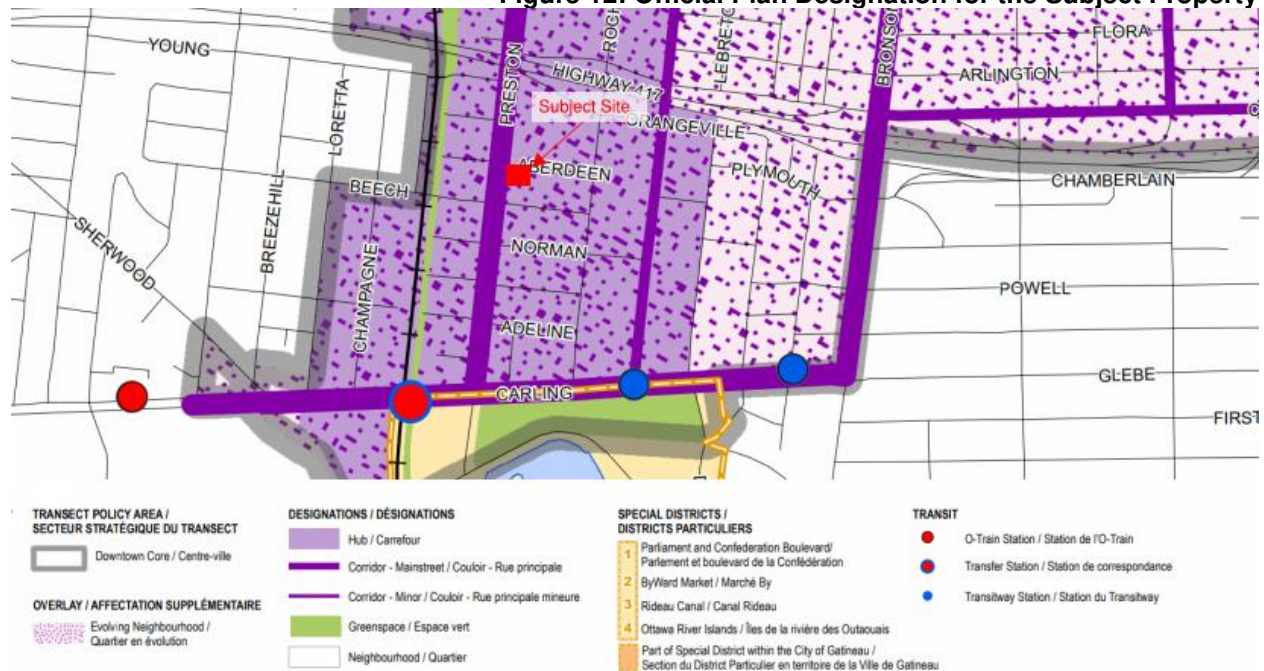 Figure 12: Official Plan Designation for the Subject Property
YOUNG
LORETTA
PRESTON
LEBRET
BRONSON
FLORA
ARLINGTON
HIGHWAY 417
Subject Site
ORANGEVILLE
ABERDEEN
PLYMOUTH
CHAMBERLAIN
BEECH
BREEZEHILL
SHERWOOD
CHAMPAGNE
NORMAN
POWELL
ADELINE
CARLING
GLEBE
FIRST
TRANSECT POLICY AREA /
SECTEUR STRATÉGIQUE DU TRANSECT
Downtown Core / Centre-ville
OVERLAY / AFFECTATION SUPPLÉMENTAIRE
Evolving Neighbourhood /
Quartier en évolution
DESIGNATIONS / DÉSIGNATIONS
Hub / Carrefour
Corridor - Mainstreet / Couloir - Rue principale
Corridor - Minor / Couloir - Rue principale mineure
Greenspace / Espace vert
Neighbourhood / Quartier
SPECIAL DISTRICTS /
DISTRICTS PARTICULIERS
1 Parliament and Confederation Boulevard/
Parlement et boulevard de la Confédération
2 ByWard Market / Marché By
3 Rideau Canal / Canal Rideau
4 Ottawa River Islands / Îles de la rivière des Outaouais
Part of Special District within the City of Gatineau /
Section du District Particulier en territoire de la Ville de Gatineau
TRANSIT
O-Train Station / Station de l'O-Train
Transfer Station / Station de correspondance
Transitway Station / Station du Transitway